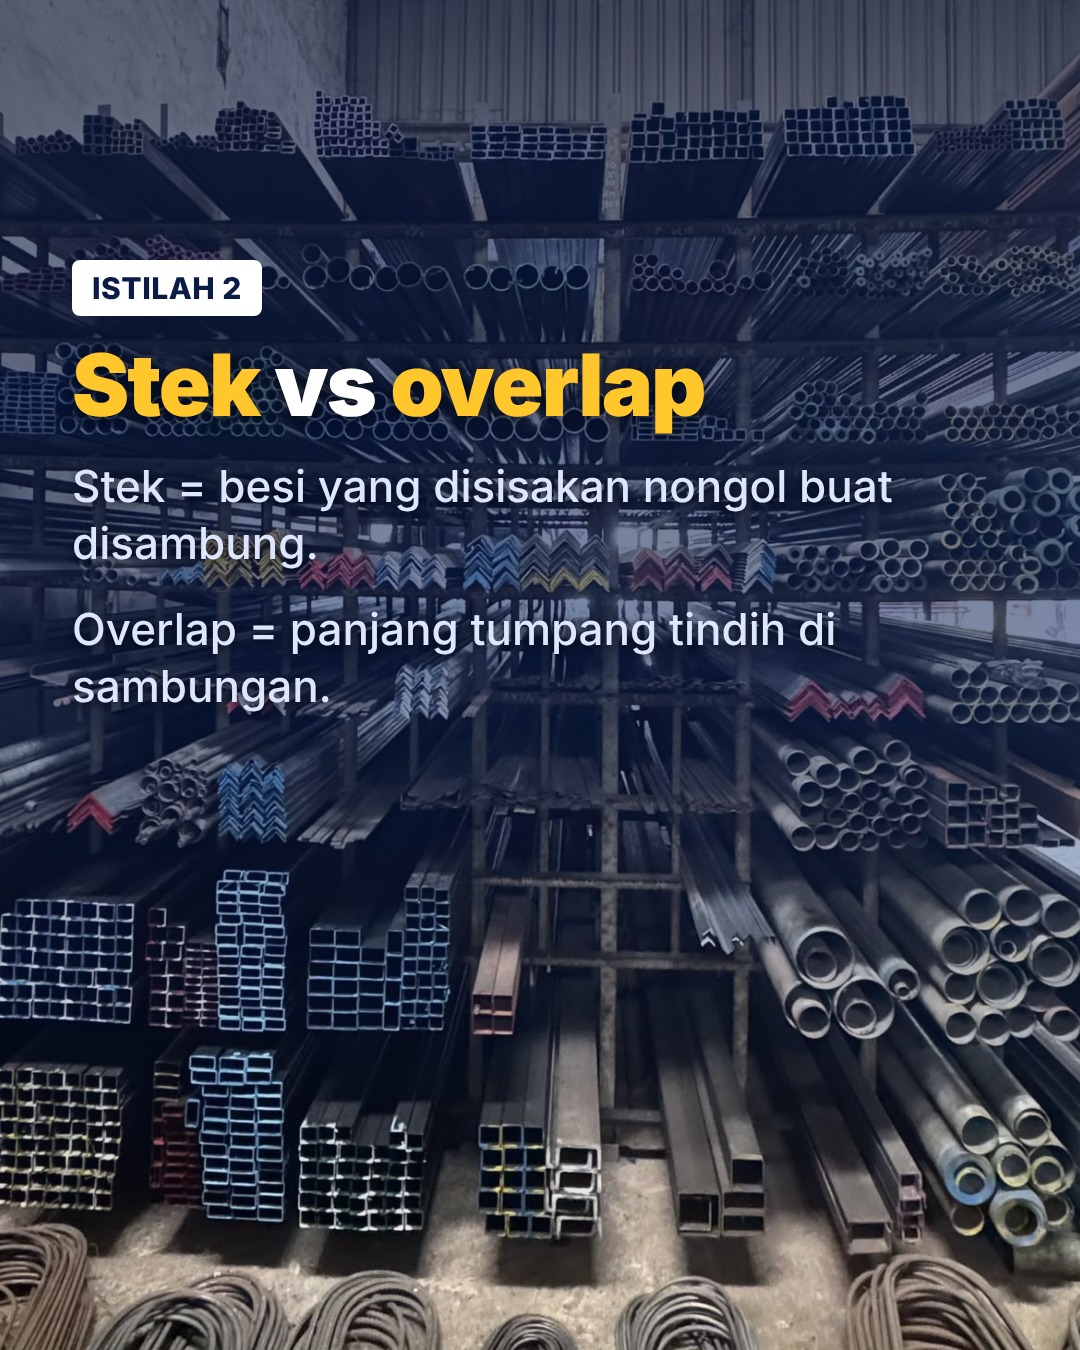 ISTILAH 2
Stek vs overlap
Stek = besi yang disisakan nongol buat
disambung.
Overlap = panjang tumpang tindih di
sambungan.